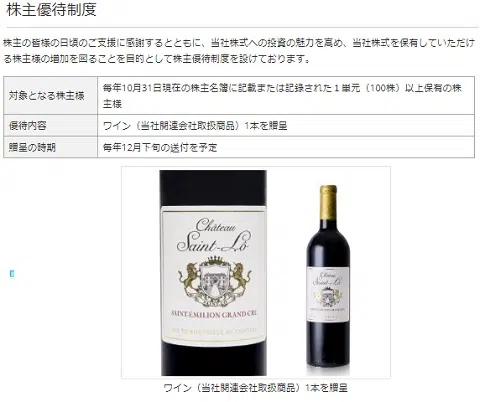 株主優待制度
株主の皆様の日頃のご支援に感謝するとともに、当社株式への投資の魅力を高め、当社株式を保有していただけ
る株主様の増加を図ることを目的として株主優待制度を設けております。
対象となる株主様
毎年10月31日現在の株主名簿に記載または記録された１単元（100株）以上保有の株
主様
優待内容
ワイン（当社関連会社取扱商品）1本を贈呈
贈呈の時期
毎年12月下旬の送付を予定
Château
Saint-Lô
SAINT-ÉMILION GRAND CRU
Château
Saint-Lô
ワイン（当社関連会社取扱商品）1本を贈呈